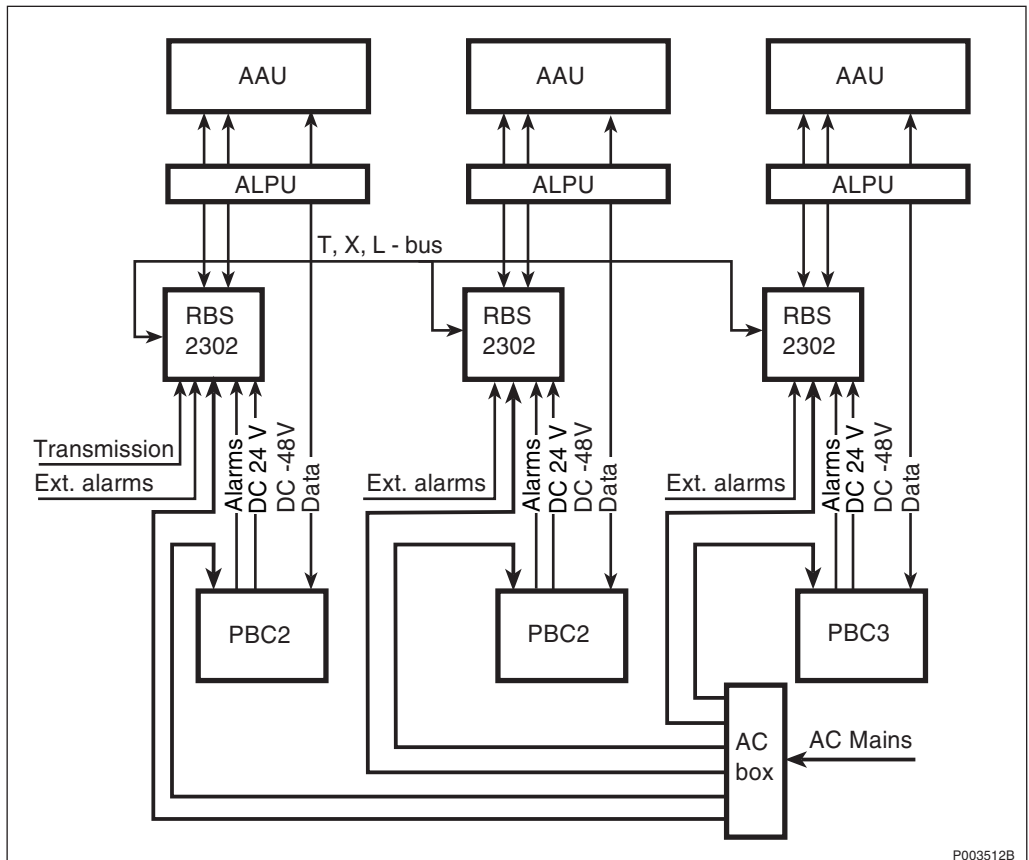 AAU
AAU
AAU
ALPU
ALPU
ALPU
T, X, L - bus
RBS
2302
RBS
2302
RBS
2302
Transmission
Ext. alarms
Alarms
DC 24 V
DC -48V
Data
Ext. alarms
Alarms
DC 24 V
DC -48V
Data
Ext. alarms
Alarms
DC 24 V
DC -48V
Data
PBC2
PBC2
PBC3
AC
box
AC Mains
P003512B